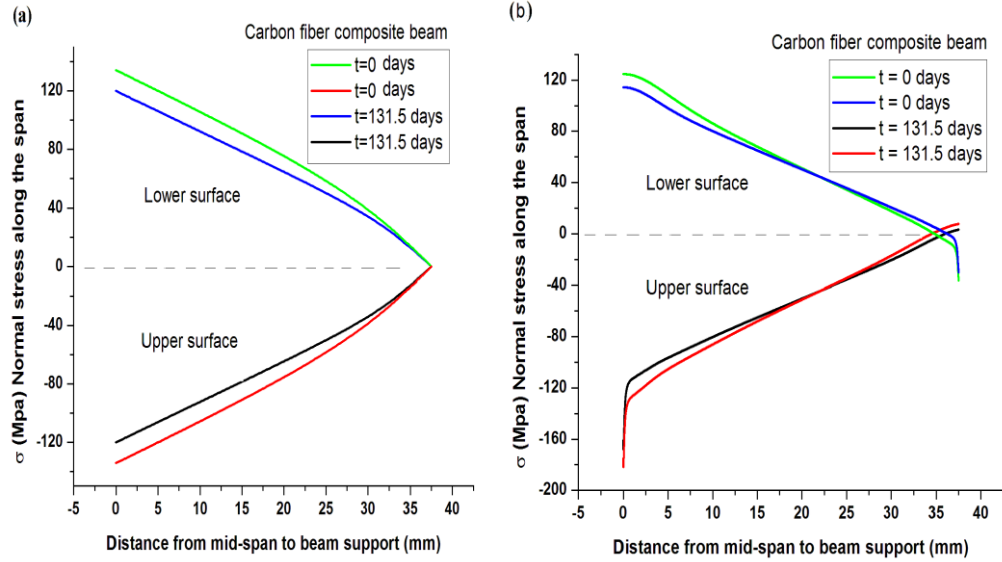 (a)
Carbon fiber composite beam
t=0 days
t=0 days
t=131.5 days
t=131.5 days
Lower surface
Upper surface
σ (Mpa) Normal stress along the span
120
80
40
0
-40
-80
-120
-5 0 5 10 15 20 25 30 35 40
Distance from mid-span to beam support (mm)
(b)
Carbon fiber composite beam
t = 0 days
t = 0 days
t = 131.5 days
t = 131.5 days
Lower surface
Upper surface
σ (Mpa) Normal stress along the span
160
120
80
40
0
-40
-80
-120
-160
-200
-5 0 5 10 15 20 25 30 35 40
Distance from mid-span to beam support (mm)